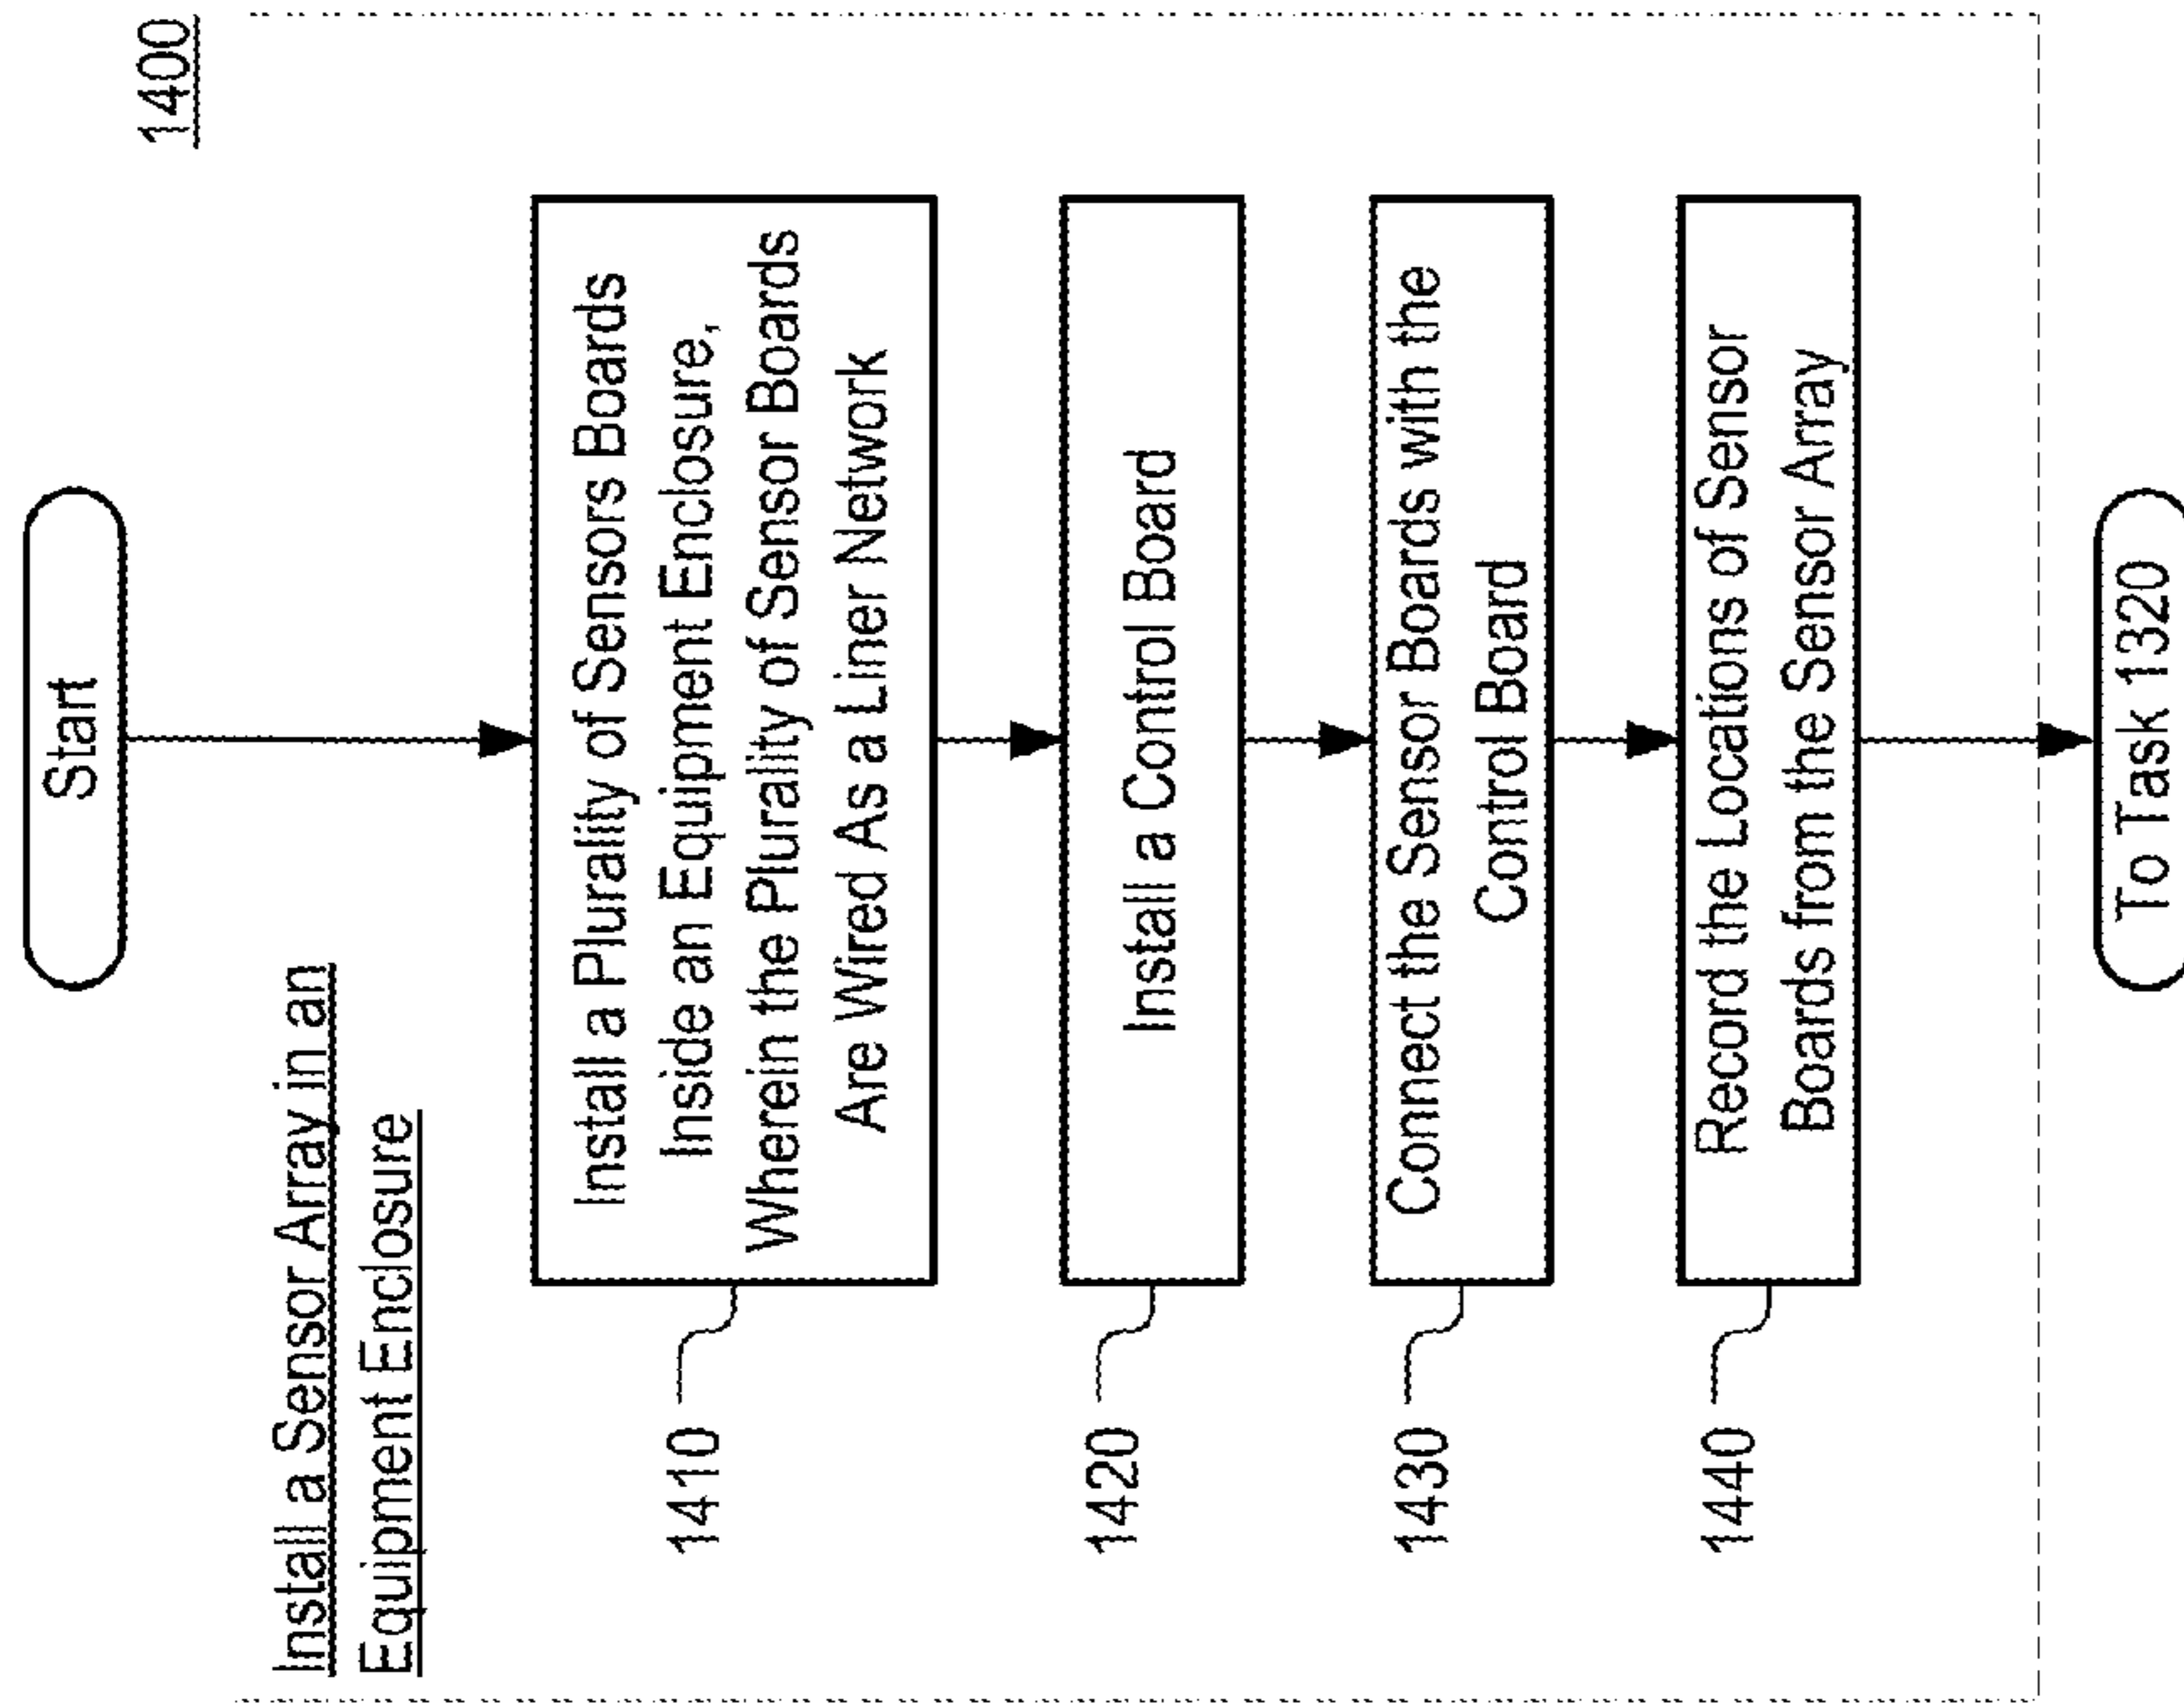 1400
Start
Install a Sensor Array in an
Equipment Enclosure
1410
Install a Plurality of Sensors Boards
Inside an Equipment Enclosure,
Wherein the Plurality of Sensor Boards
Are Wired As a Liner Network
1420
Install a Control Board
1430
Connect the Sensor Boards with the
Control Board
1440
Record the Locations of Sensor
Boards from the Sensor Array
To Task 1320